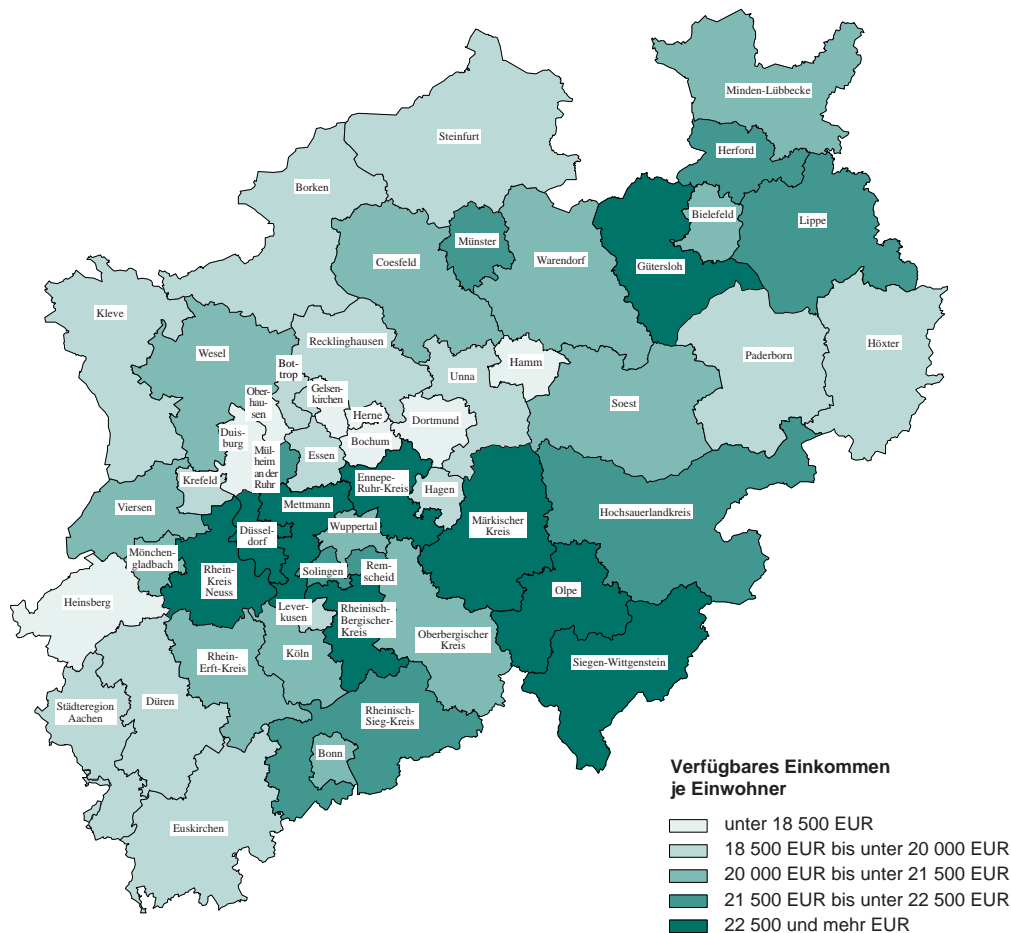 Minden-Lübbecke
Steinfurt
Herford
Borken
Bielefeld
Lippe
Münster
Coesfeld
Warendorf
Gütersloh
Kleve
Recklinghausen
Wesel
Bot-
trop
Unna
Hamm
Paderborn
Höxter
Ober-
hau-
sen
Gelsen-
kirchen
Herne
Dortmund
Soest
Duis-
burg
Bochum
Mül-
heim
an der
Ruhr
Essen
Krefeld
Ennepe-
Ruhr-Kreis
Hagen
Viersen
Mettmann
Märkischer
Kreis
Hochsauerlandkreis
Wuppertal
Düssel-
dorf
Mönchen-
gladbach
Rhein-
Kreis
Neuss
Solingen
Rem-
scheid
Olpe
Heinsberg
Lever-
kusen
Rheinisch-
Bergischer-
Kreis
Oberbergischer
Kreis
Rhein-
Erft-Kreis
Köln
Siegen-Wittgenstein
Städteregion
Aachen
Düren
Rheinisch-
Sieg-Kreis
Bonn
Euskirchen
Verfügbares Einkommen
je Einwohner
unter 18 500 EUR
18 500 EUR bis unter 20 000 EUR
20 000 EUR bis unter 21 500 EUR
21 500 EUR bis unter 22 500 EUR
22 500 und mehr EUR